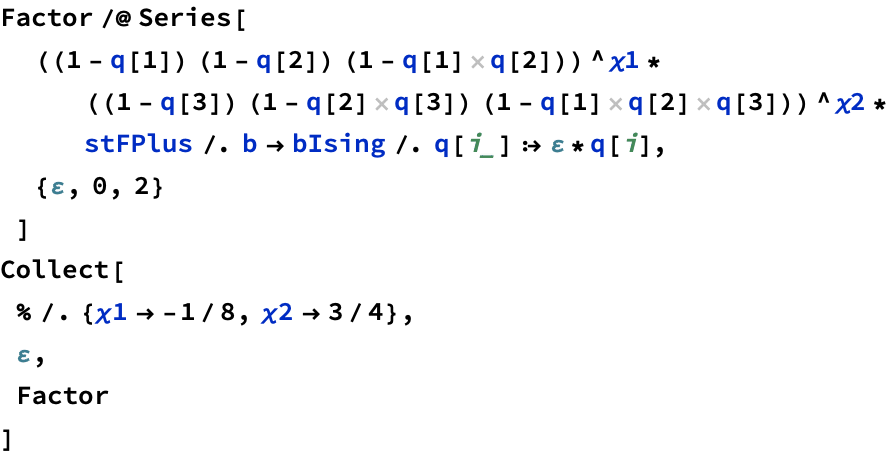 Factor /@ Series[
((1 - q[1]) (1 - q[2]) (1 - q[1]×q[2])) ^ χ1 *
((1 - q[3]) (1 - q[2]×q[3]) (1 - q[1]×q[2]×q[3])) ^ χ2 *
stFPlus /. b → bIsing /. q[i_] :→ ε * q[i],
{ε, 0, 2}
]
Collect[
% /. {χ1 → -1 / 8, χ2 → 3 / 4},
ε,
Factor
]